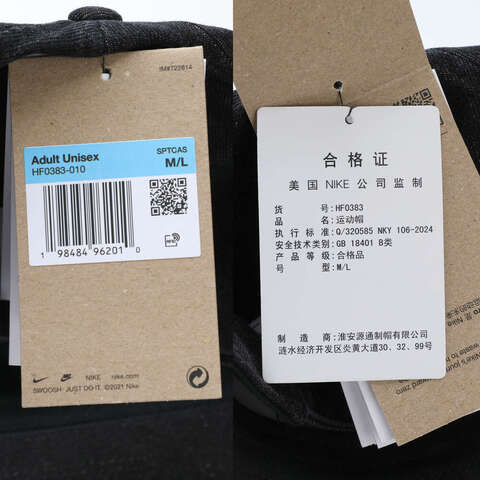 IM#722614
Adult Unisex
SPTCAS
HF0383-010
M/L
RFID
1 98484 96201 0
NIKE nike.com
SWOOSH · JUST DO IT. ©2021 Nike
合格证
美国 NIKE 公司监制
货号: HF0383
品名: 运动帽
执行标准: Q/320585 NKY 106-2024
安全技术类别: GB 18401 B类
产品等级: 合格品
号型: M/L
制造商: 淮安源通制帽有限公司
涟水经济开发区炎黄大道30、32、99号